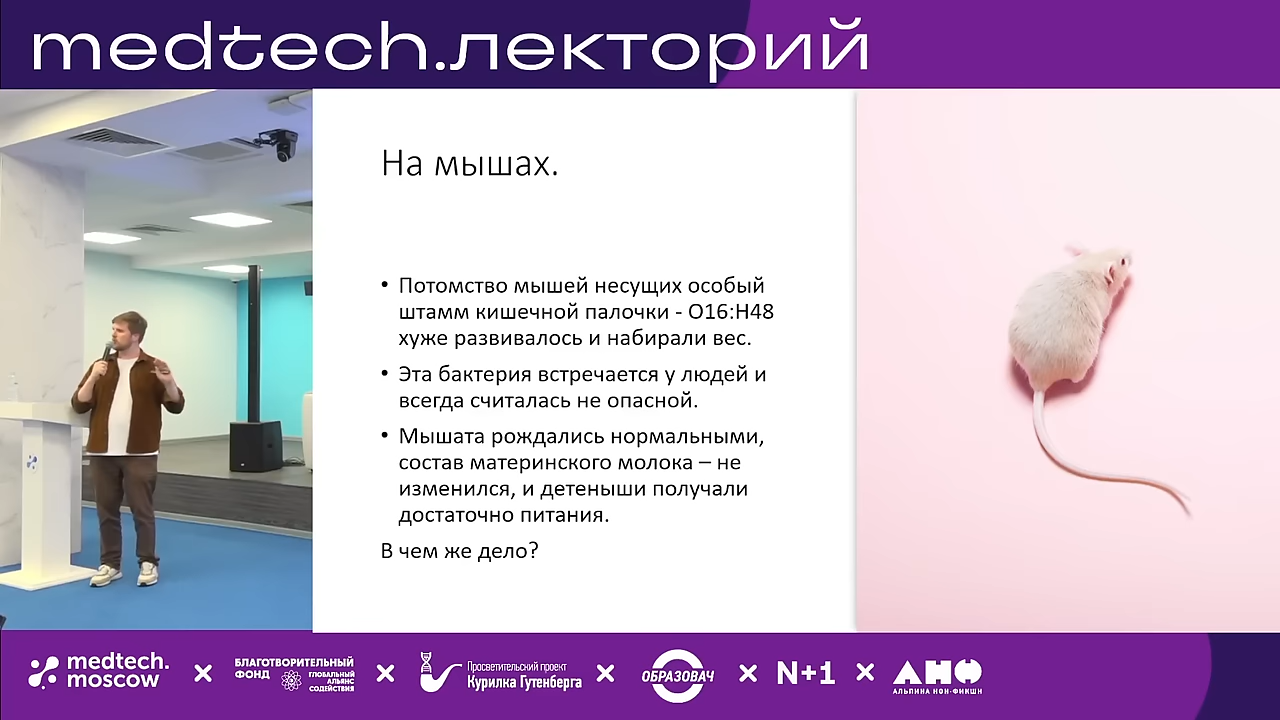 medtech.лекторий
На мышах.
• Потомство мышей несущих особый
штамм кишечной палочки - O16:H48
хуже развивалось и набирали вес.
• Эта бактерия встречается у людей и
всегда считалась не опасной.
• Мышата рождались нормальными,
состав материнского молока – не
изменился, и детеныши получали
достаточно питания.
В чем же дело?
medtech.
moscow
×
БЛАГОТВОРИТЕЛЬНЫЙ
ФОНД
ГЛОБАЛЬНЫЙ
АЛЬЯНС
СОДЕЙСТВИЯ
×
Просветительский проект
Курилка Гутенберга
×
ОБРАЗОВАЧ
×
N+1
×
АНФ
АЛЬПИНА НОН-ФИКШН